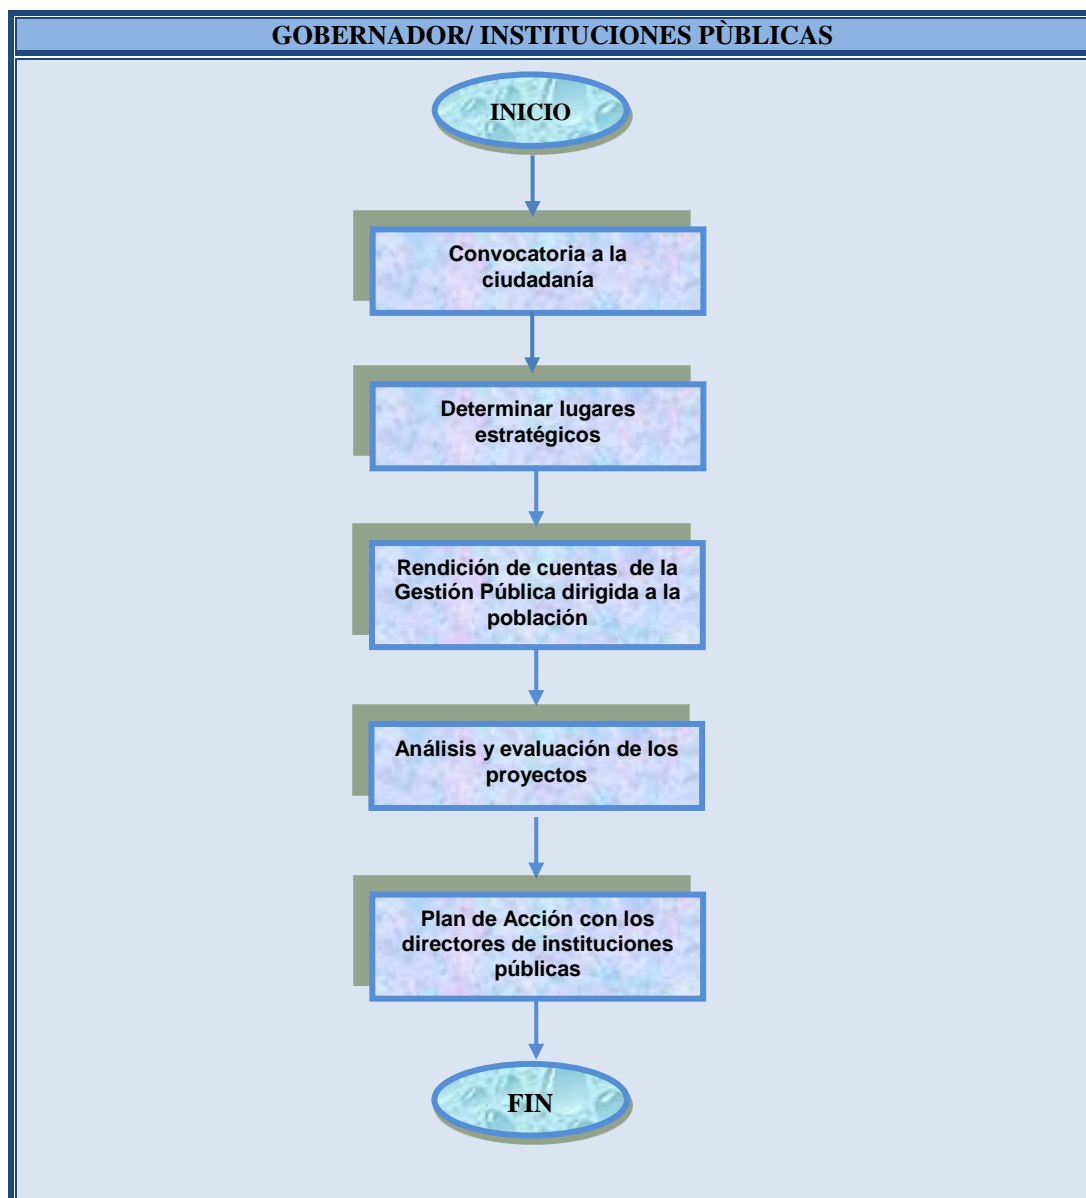 GOBERNADOR/ INSTITUCIONES PÙBLICAS
INICIO
Convocatoria a la
ciudadanía
Determinar lugares
estratégicos
Rendición de cuentas de la
Gestión Pública dirigida a la
población
Análisis y evaluación de los
proyectos
Plan de Acción con los
directores de instituciones
públicas
FIN